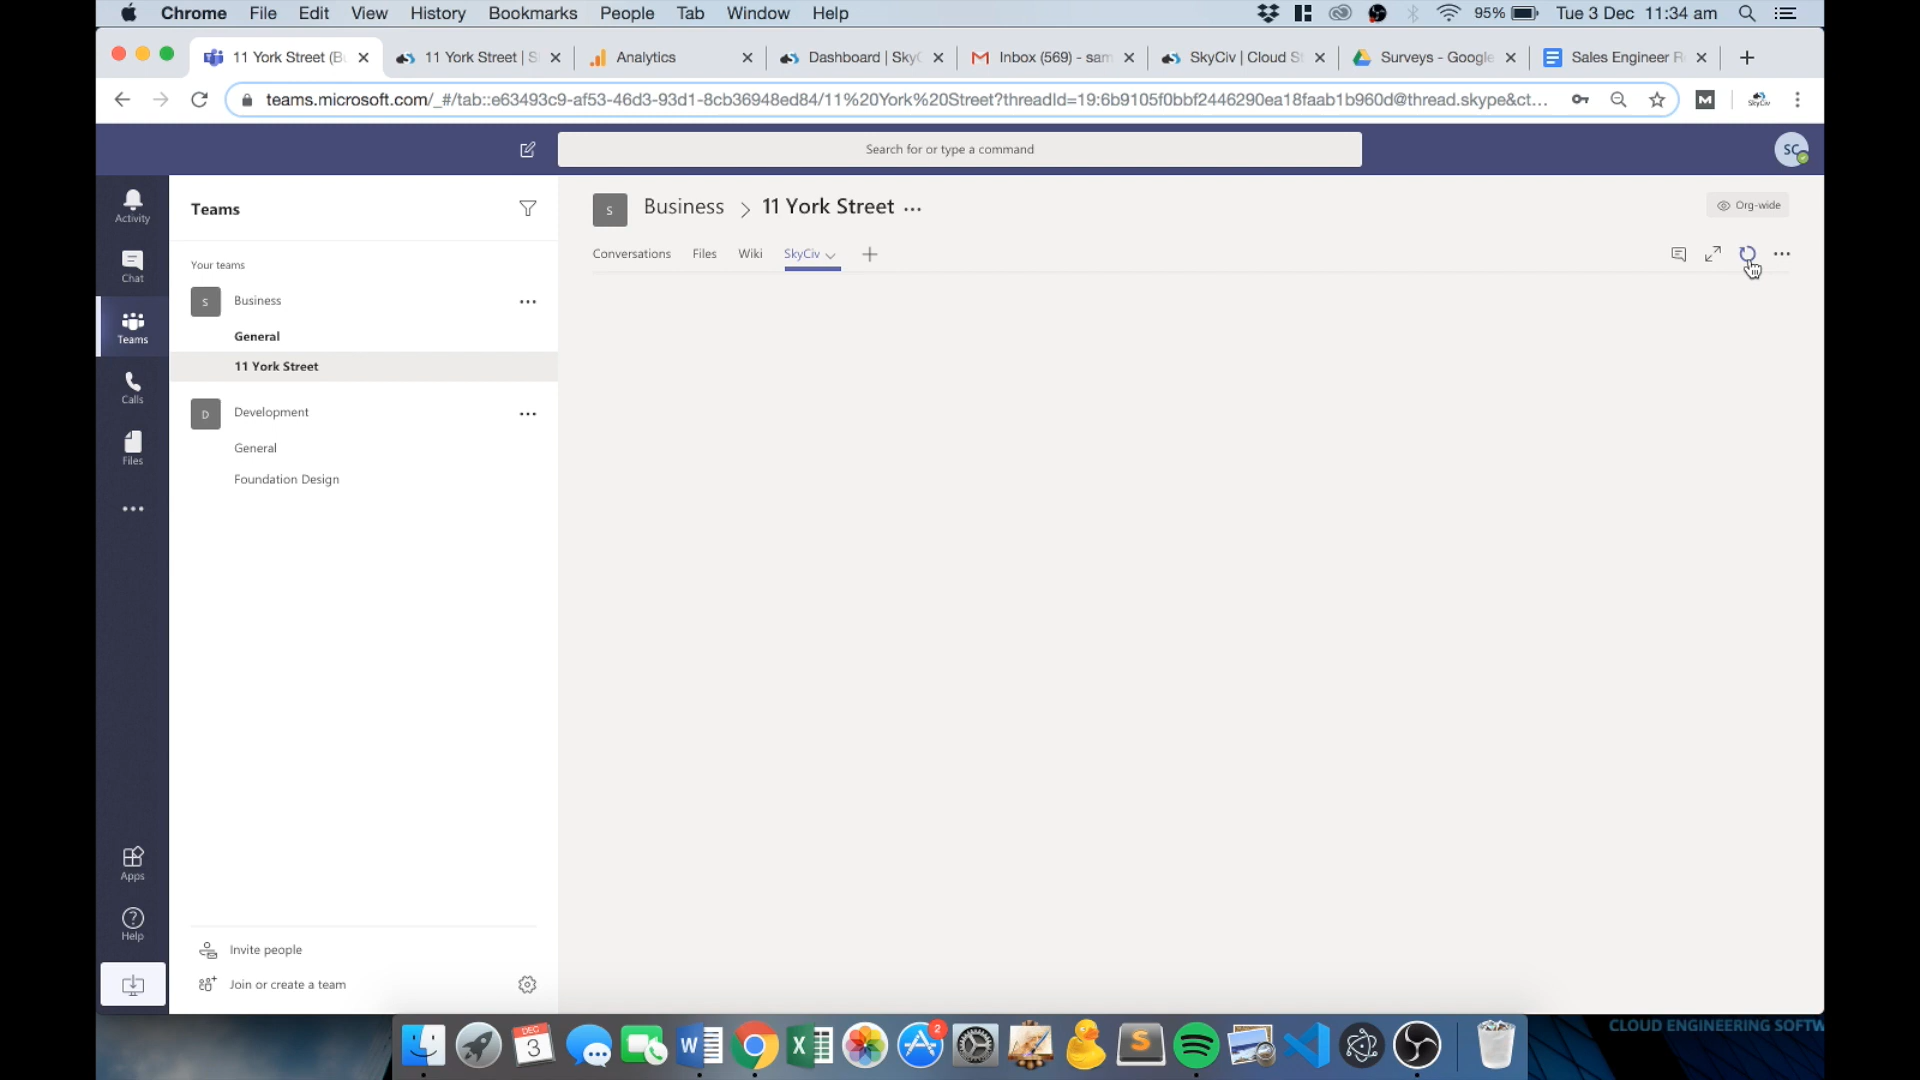 Chrome File Edit View History Bookmarks People Tab Window Help 95% Tue 3 Dec 11:34 am
11 York Street (B 11 York Street | S Analytics Dashboard | Sky Inbox (569) - sam SkyCiv | Cloud St Surveys - Google Sales Engineer R
teams.microsoft.com/_#/tab::e63493c9-af53-46d3-93d1-8cb36948ed84/11%20York%20Street?threadId=19:6b9105f0bbf2446290ea18faab1b960d@thread.skype&ct... M SkyCiv
Search for or type a command SC
Activity
Chat
Teams
Calls
Files
Apps
Help
Teams
Your teams
S Business
General
11 York Street
D Development
General
Foundation Design
Invite people
Join or create a team
S Business > 11 York Street ... Org-wide
Conversations Files Wiki SkyCiv
DEC
3
W
X
2
S
CLOUD ENGINEERING SOFTW